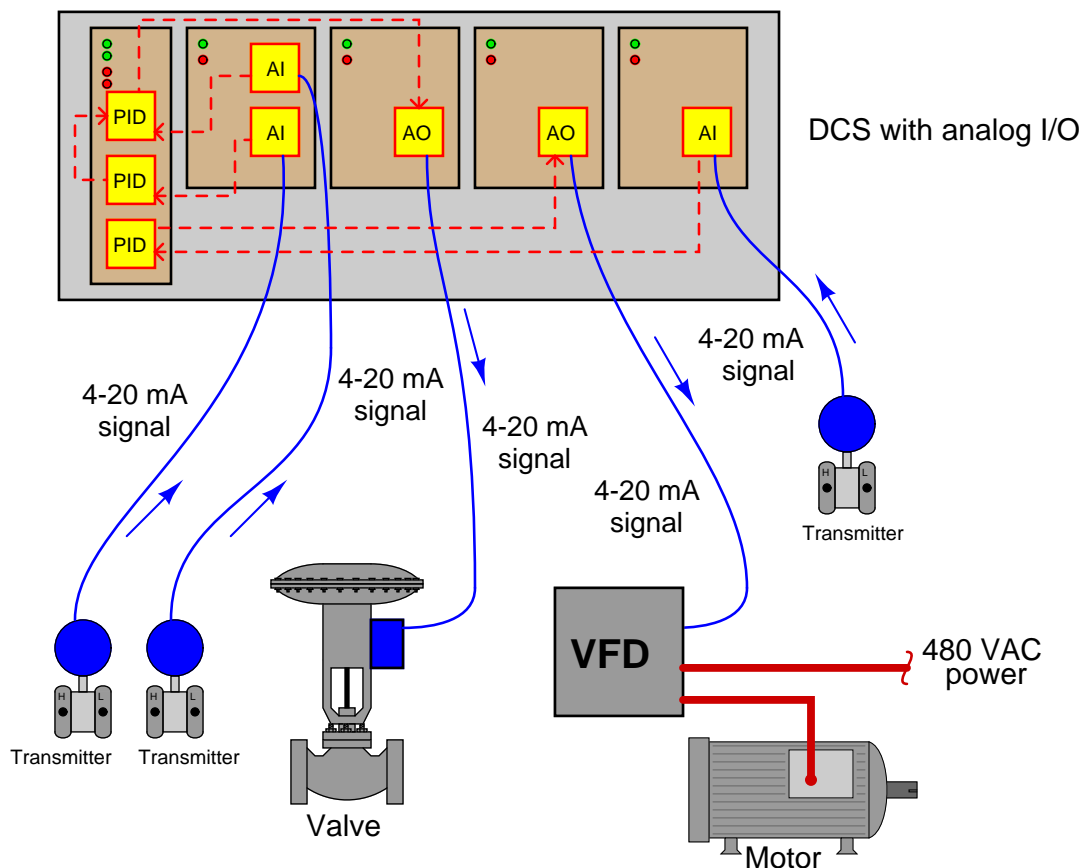 AI
PID
AI
AO
AO
AI
DCS with analog I/O
PID
PID
4-20 mA
signal
4-20 mA
signal
4-20 mA
signal
4-20 mA
signal
4-20 mA
signal
H
L
Transmitter
VFD
480 VAC
power
H
L
H
L
Transmitter
Transmitter
Valve
Motor